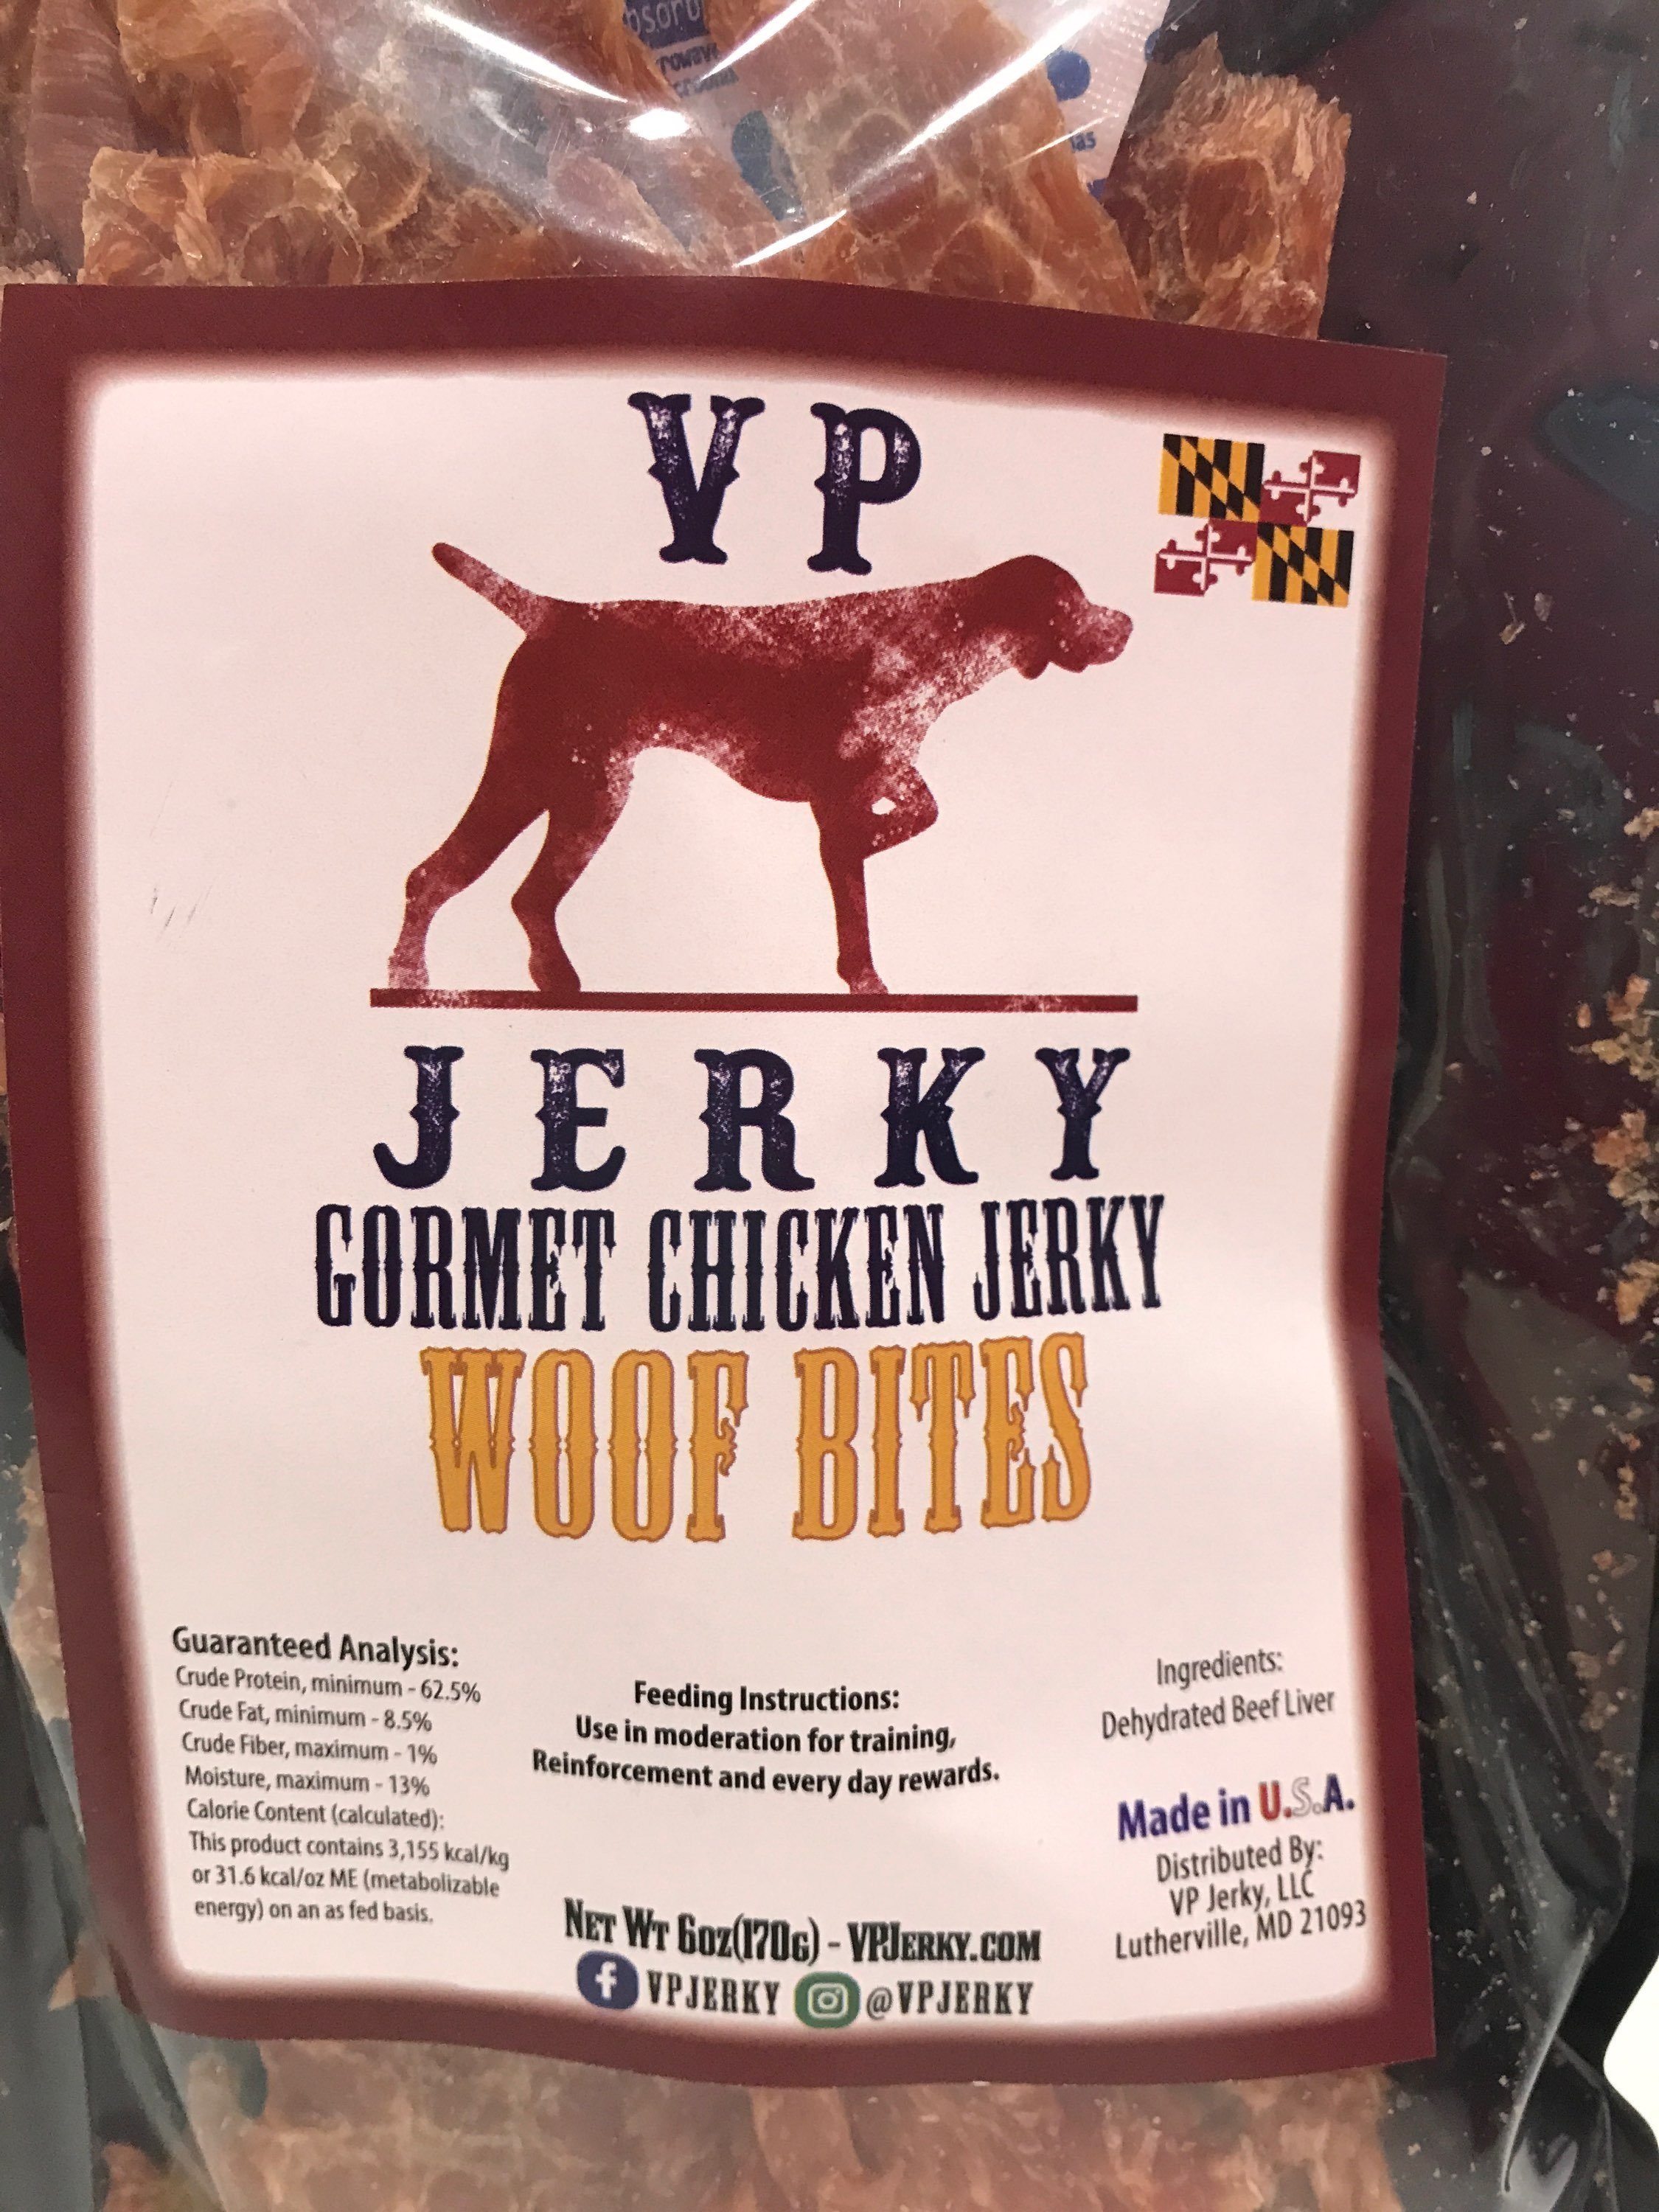 bsorb
V P
JERKY
GORMET CHICKEN JERKY
WOOF BITES
Guaranteed Analysis:
Crude Protein, minimum - 62.5%
Crude Fat, minimum - 8.5%
Crude Fiber, maximum - 1%
Moisture, maximum - 13%
Calorie Content (calculated):
This product contains 3,155 kcal/kg
or 31.6 kcal/oz ME (metabolizable
energy) on an as fed basis.
Feeding Instructions:
Use in moderation for training,
Reinforcement and every day rewards.
Ingredients:
Dehydrated Beef Liver
Made in U.S.A.
Distributed By:
VP Jerky, LLC
Lutherville, MD 21093
NET WT 6OZ(170G) - VPJERKY.COM
f VPJERKY @VPJERKY